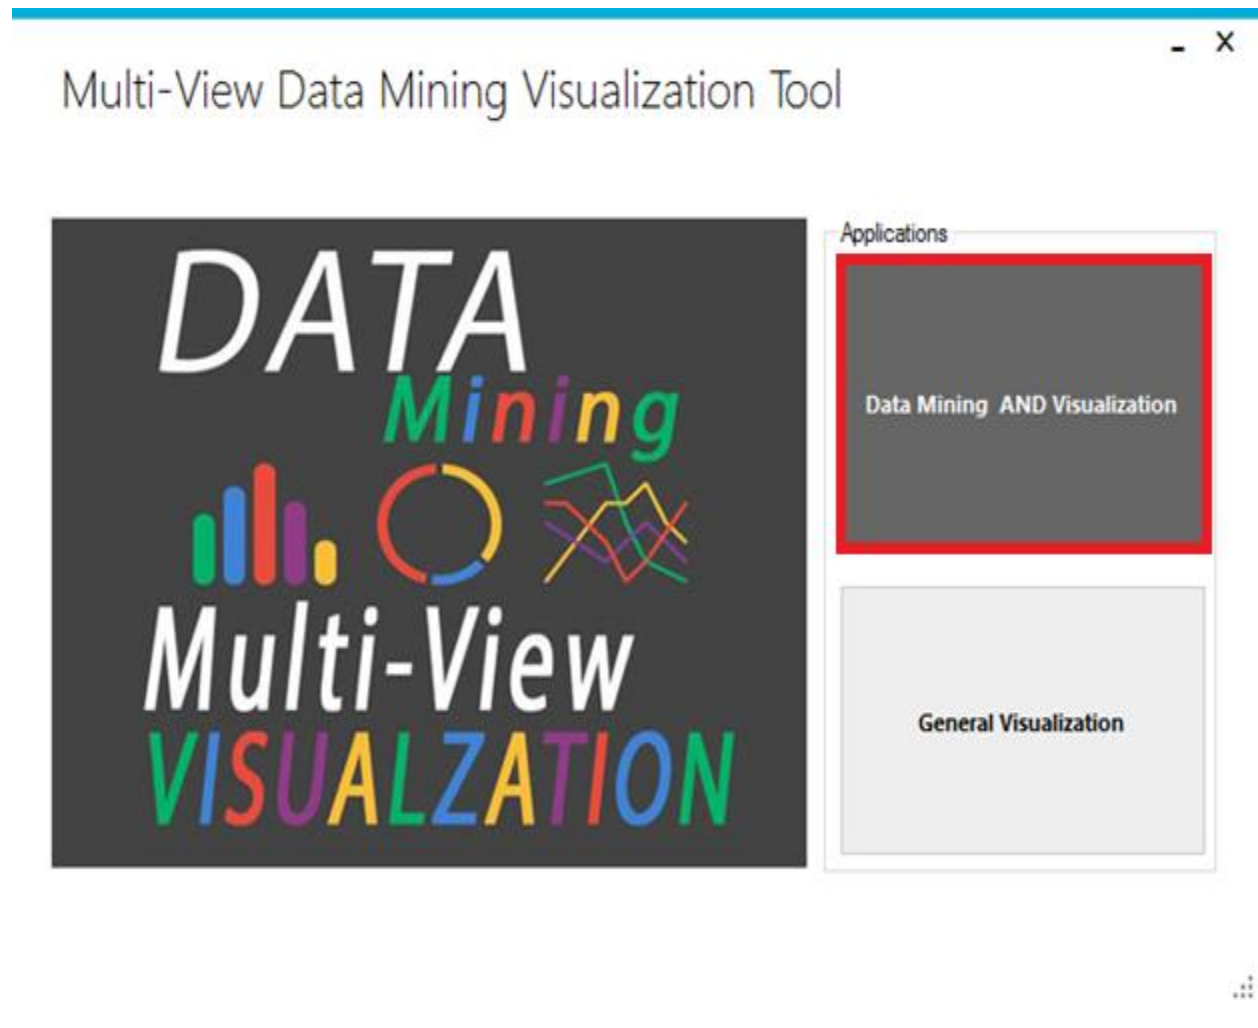 Multi-View Data Mining Visualization Tool
DATA
Mining
Multi-View
VISUALZATION
Applications
Data Mining AND Visualization
General Visualization